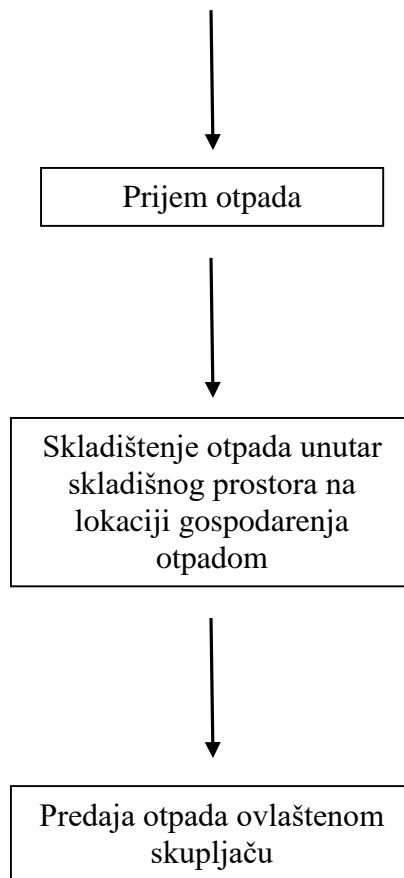 Prijem otpada
Skladištenje otpada unutar
skladišnog prostora na
lokaciji gospodarenja
otpadom
Predaja otpada ovlaštenom
skupljaču